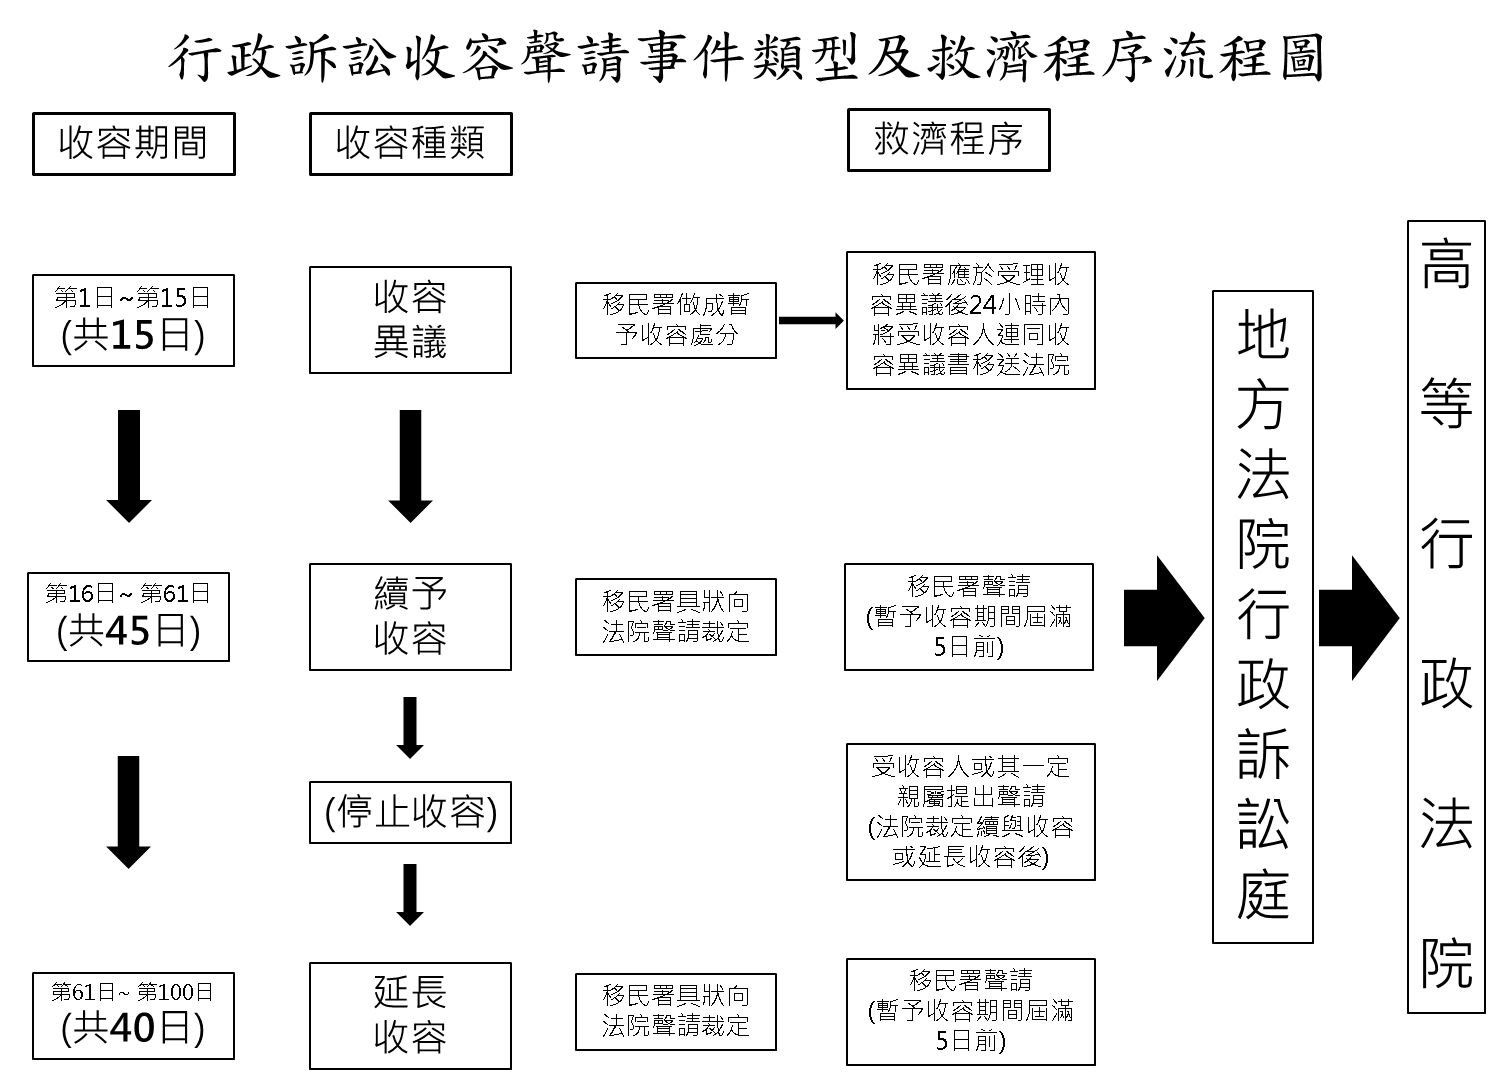 行政訴訟收容聲請事件類型及救濟程序流程圖
收容期間
收容種類
救濟程序
第1日~第15日
(共15日)
收容
異議
移民署做成暫
予收容處分
移民署應於受理收
容異議後24小時內
將受收容人連同收
容異議書移送法院
第16日~ 第61日
(共45日)
續予
收容
移民署具狀向
法院聲請裁定
移民署聲請
(暫予收容期間屆滿
5日前)
(停止收容)
受收容人或其一定
親屬提出聲請
(法院裁定續與收容
或延長收容後)
第61日~ 第100日
(共40日)
延長
收容
移民署具狀向
法院聲請裁定
移民署聲請
(暫予收容期間屆滿
5日前)
地方法院行政訴訟庭
高等行政法院